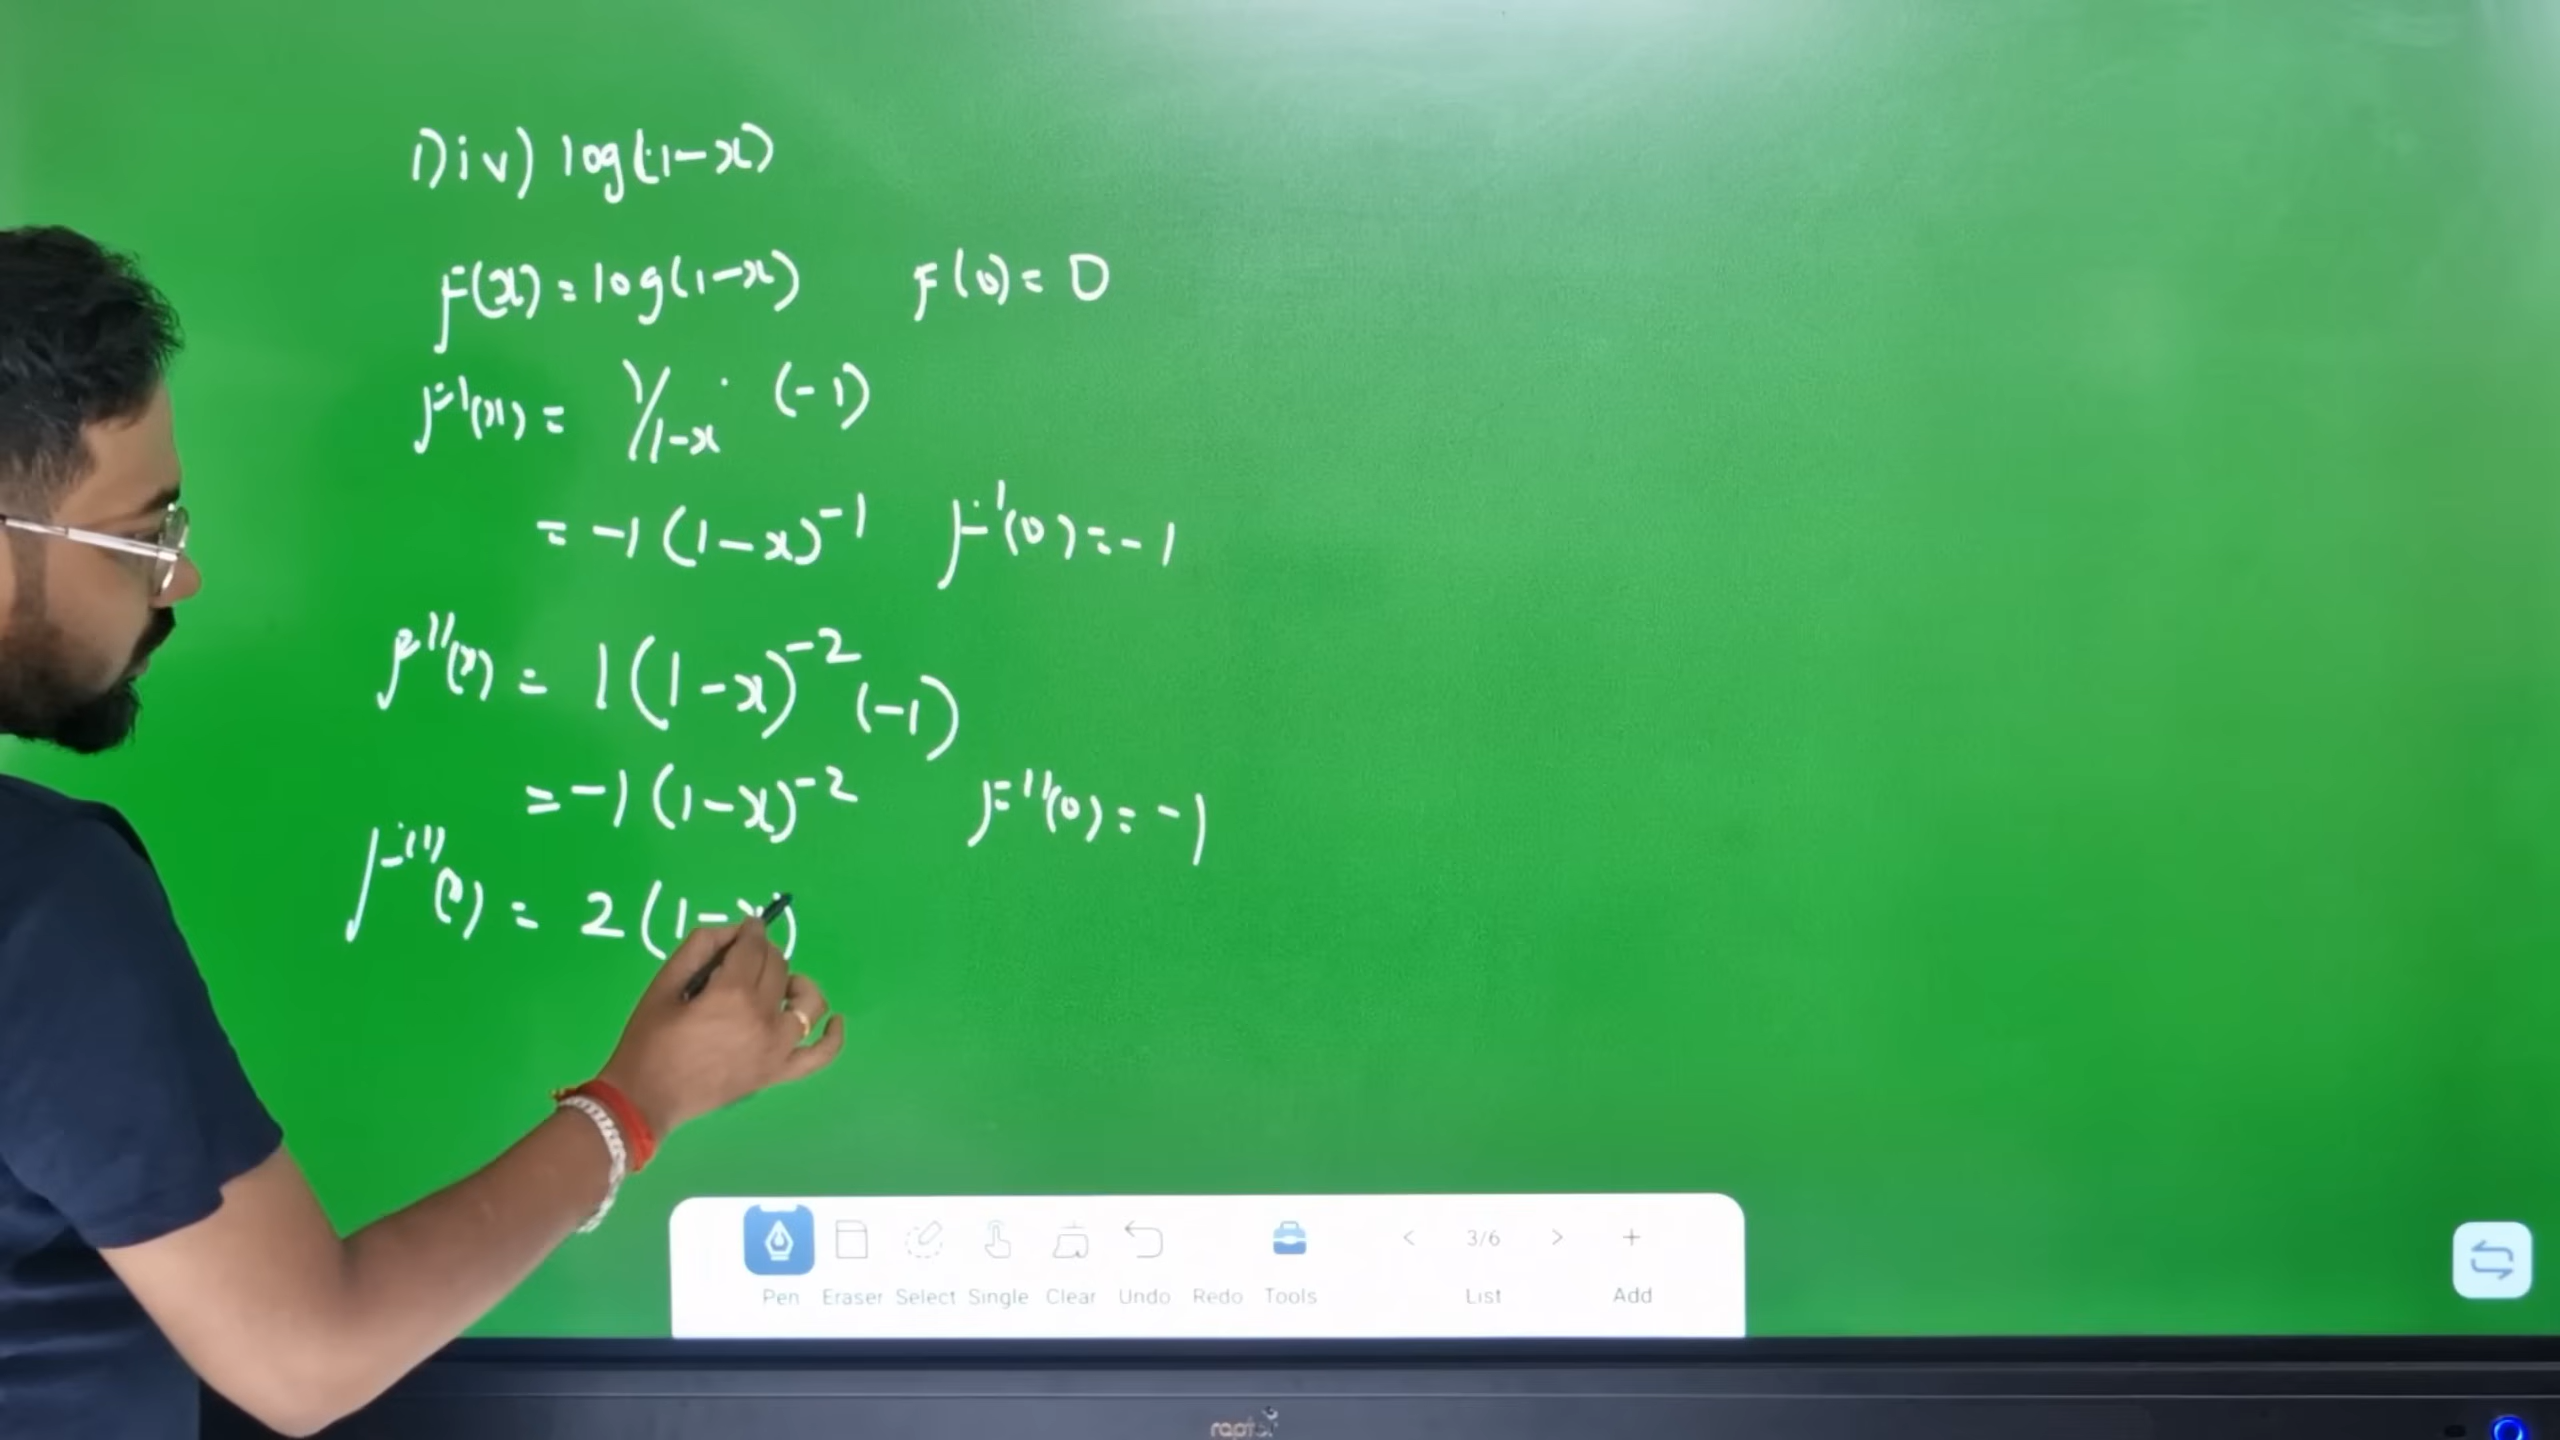 1) iv) log(1-x)
F(x) = log(1-x) F(0) = 0
F'(x) = 1/1-x . (-1)
= -1 (1-x)⁻¹ F'(0) = -1
F''(x) = 1(1-x)⁻² (-1)
= -1 (1-x)⁻² F''(0) = -1
F'''(x) = 2(1-x)
3/6
Pen Eraser Select Single Clear Undo Redo Tools List Add